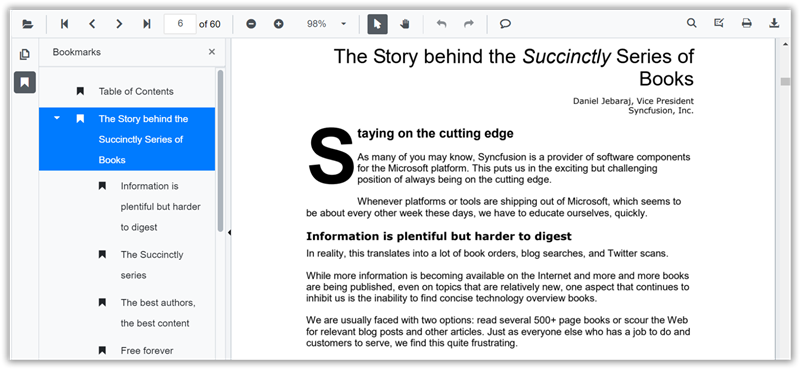 6 of 60
98%
Bookmarks
Table of Contents
The Story behind the
Succinctly Series of
Books
Information is
plentiful but harder
to digest
The Succinctly
series
The best authors,
the best content
Free forever
The Story behind the Succinctly Series of
Books
Daniel Jebaraj, Vice President
Syncfusion, Inc.
Staying on the cutting edge
As many of you may know, Syncfusion is a provider of software components
for the Microsoft platform. This puts us in the exciting but challenging
position of always being on the cutting edge.
Whenever platforms or tools are shipping out of Microsoft, which seems to
be about every other week these days, we have to educate ourselves, quickly.
Information is plentiful but harder to digest
In reality, this translates into a lot of book orders, blog searches, and Twitter scans.
While more information is becoming available on the Internet and more and more books
are being published, even on topics that are relatively new, one aspect that continues to
inhibit us is the inability to find concise technology overview books.
We are usually faced with two options: read several 500+ page books or scour the Web
for relevant blog posts and other articles. Just as everyone else who has a job to do and
customers to serve, we find this quite frustrating.